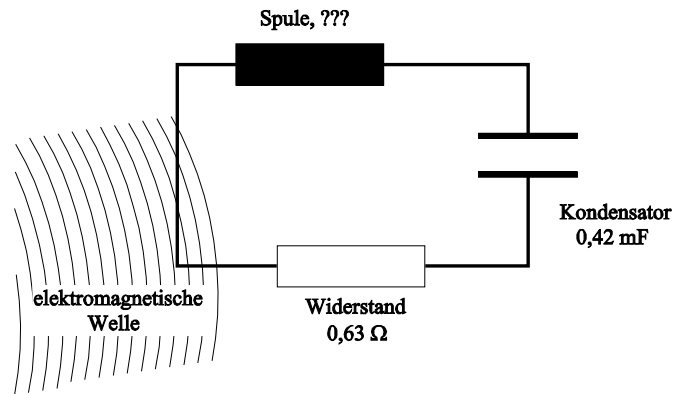 Spule, ???
Kondensator
0,42 mF
elektromagnetische
Welle
Widerstand
0,63 Ω